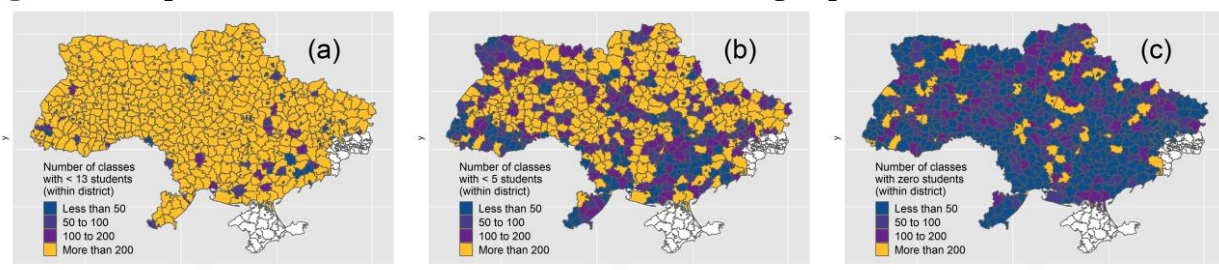 (a)
Number of classes
with < 13 students
(within district)
Less than 50
50 to 100
100 to 200
More than 200
y
(b)
Number of classes
with < 5 students
(within district)
Less than 50
50 to 100
100 to 200
More than 200
y
(c)
Number of classes
with zero students
(within district)
Less than 50
50 to 100
100 to 200
More than 200
y